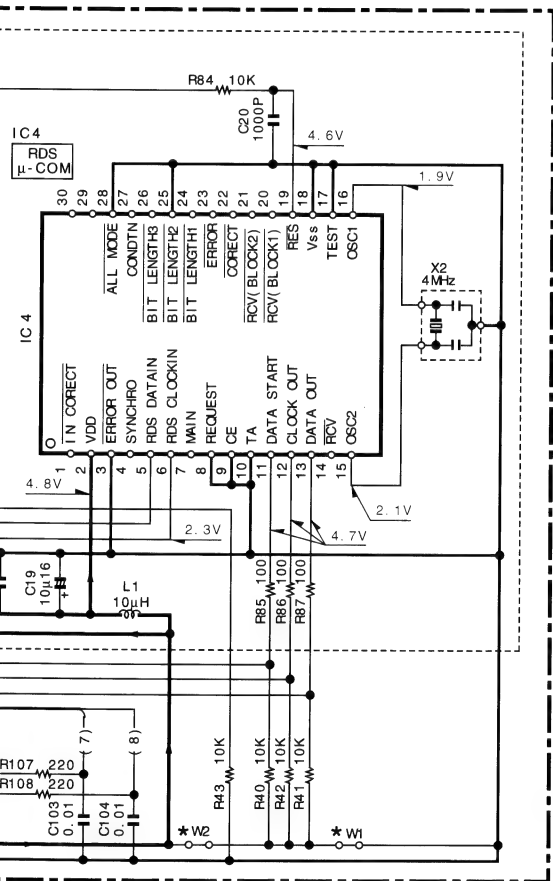 R84 10K
C20
1000P
4.6V
IC4
RDS
μ-COM
1.9V
30 29 28 27 26 25 24 23 22 21 20 19 18 17 16
ALL MODE
CONDTN
BIT LENGTH3
BIT LENGTH2
BIT LENGTH1
ERROR
CORECT
RCV(BLOCK2)
RCV(BLOCK1)
RES
Vss
TEST
OSC1
X2
4MHz
IC4
IN CORECT
VDD
ERROR OUT
SYNCHRO
RDS DATAIN
RDS CLOCKIN
MAIN
REQUEST
CE
TA
DATA START
CLOCK OUT
DATA OUT
RCV
OSC2
1 2 3 4 5 6 7 8 9 10 11 12 13 14 15
4.8V
2.1V
2.3V
4.7V
C19
10μ16
+
L1
10μH
R85 100
R86 100
R87 100
(7)
(8)
R107 220
R108 220
C103
0.01
C104
0.01
R43 10K
R40 10K
R42 10K
R41 10K
*W2
*W1